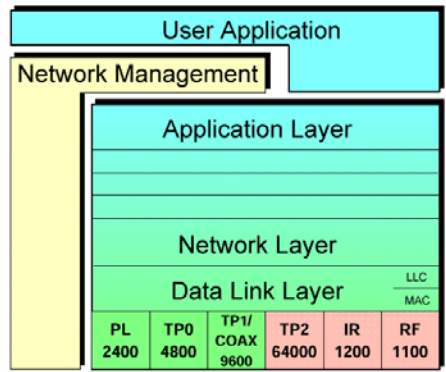 User Application
Network Management
Application Layer
Network Layer
Data Link Layer
LLC
MAC
PL
2400
TP0
4800
TP1/
COAX
9600
TP2
64000
IR
1200
RF
1100